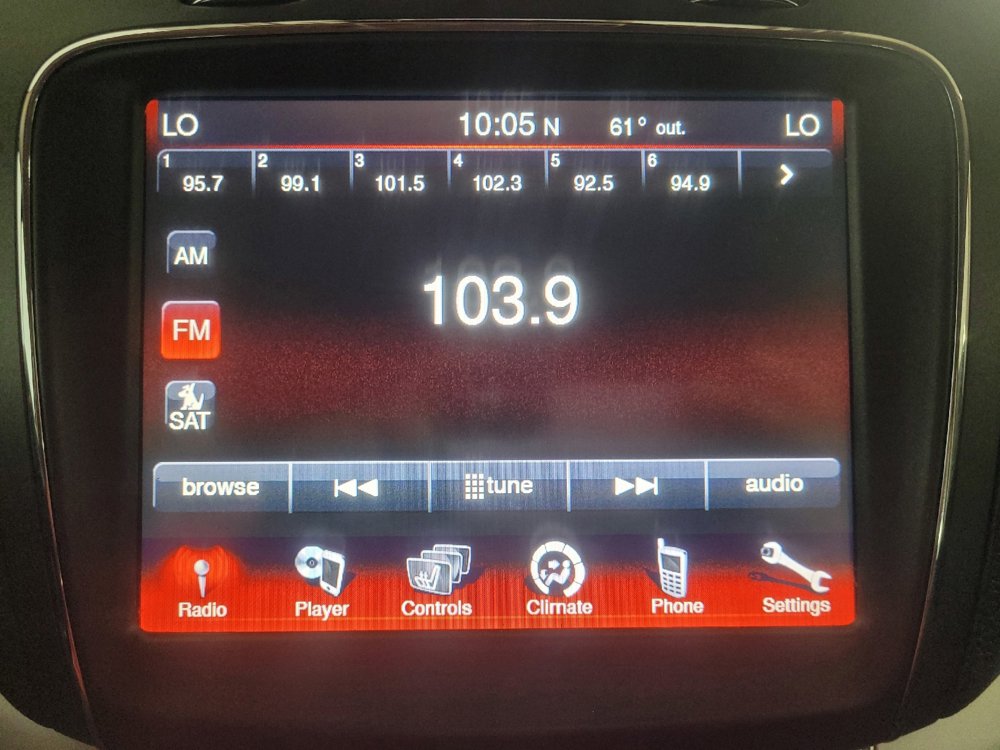 LO 10:05 N 61° out. LO
1 2 3 4 5 6
95.7 99.1 101.5 102.3 92.5 94.9
AM
103.9
FM
SAT
browse tune audio
Radio Player Controls Climate Phone Settings